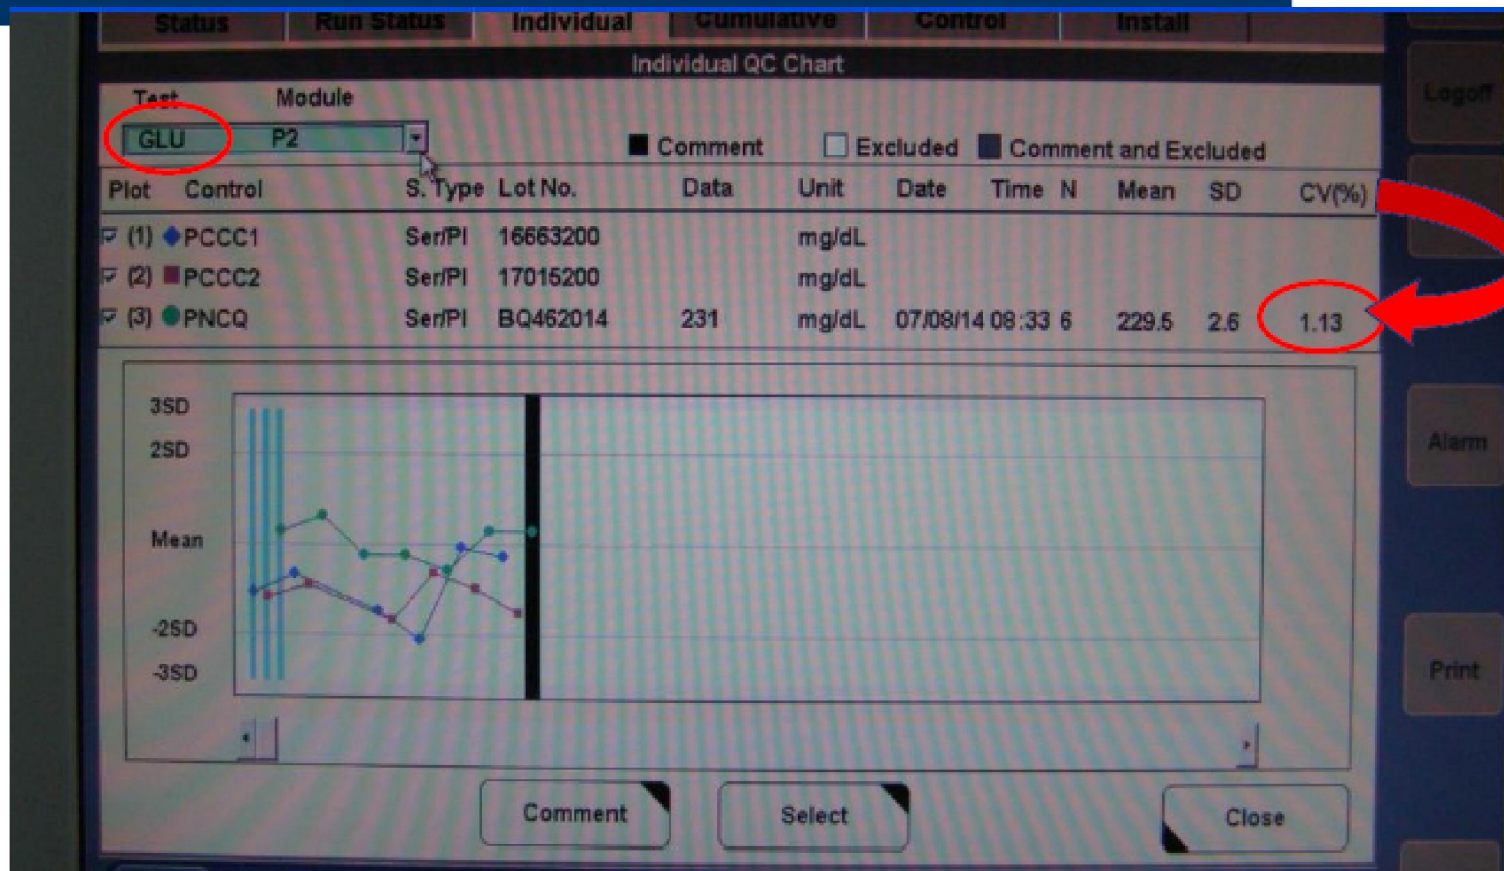 Status Run Status Individual Cumulative Control Install
Individual QC Chart
Logoff
Test Module
GLU P2
Comment Excluded Comment and Excluded
Plot Control S. Type Lot No. Data Unit Date Time N Mean SD CV(%)
(1) PCCC1 Ser/Pl 16663200 mg/dL
(2) PCCC2 Ser/Pl 17015200 mg/dL
(3) PNCQ Ser/Pl BQ462014 231 mg/dL 07/08/14 08:33 6 229.5 2.6 1.13
3SD
2SD
Alarm
Mean
-2SD
-3SD
Print
Comment Select Close